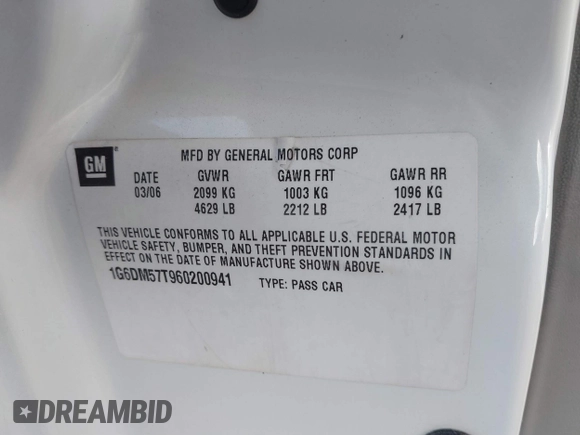 GM
MFD BY GENERAL MOTORS CORP
DATE GVWR GAWR FRT GAWR RR
03/06 2099 KG 1003 KG 1096 KG
4629 LB 2212 LB 2417 LB
THIS VEHICLE CONFORMS TO ALL APPLICABLE U.S. FEDERAL MOTOR
VEHICLE SAFETY, BUMPER, AND THEFT PREVENTION STANDARDS IN
EFFECT ON THE DATE OF MANUFACTURE SHOWN ABOVE.
1G6DM57T960200941 TYPE: PASS CAR
DREAMBID